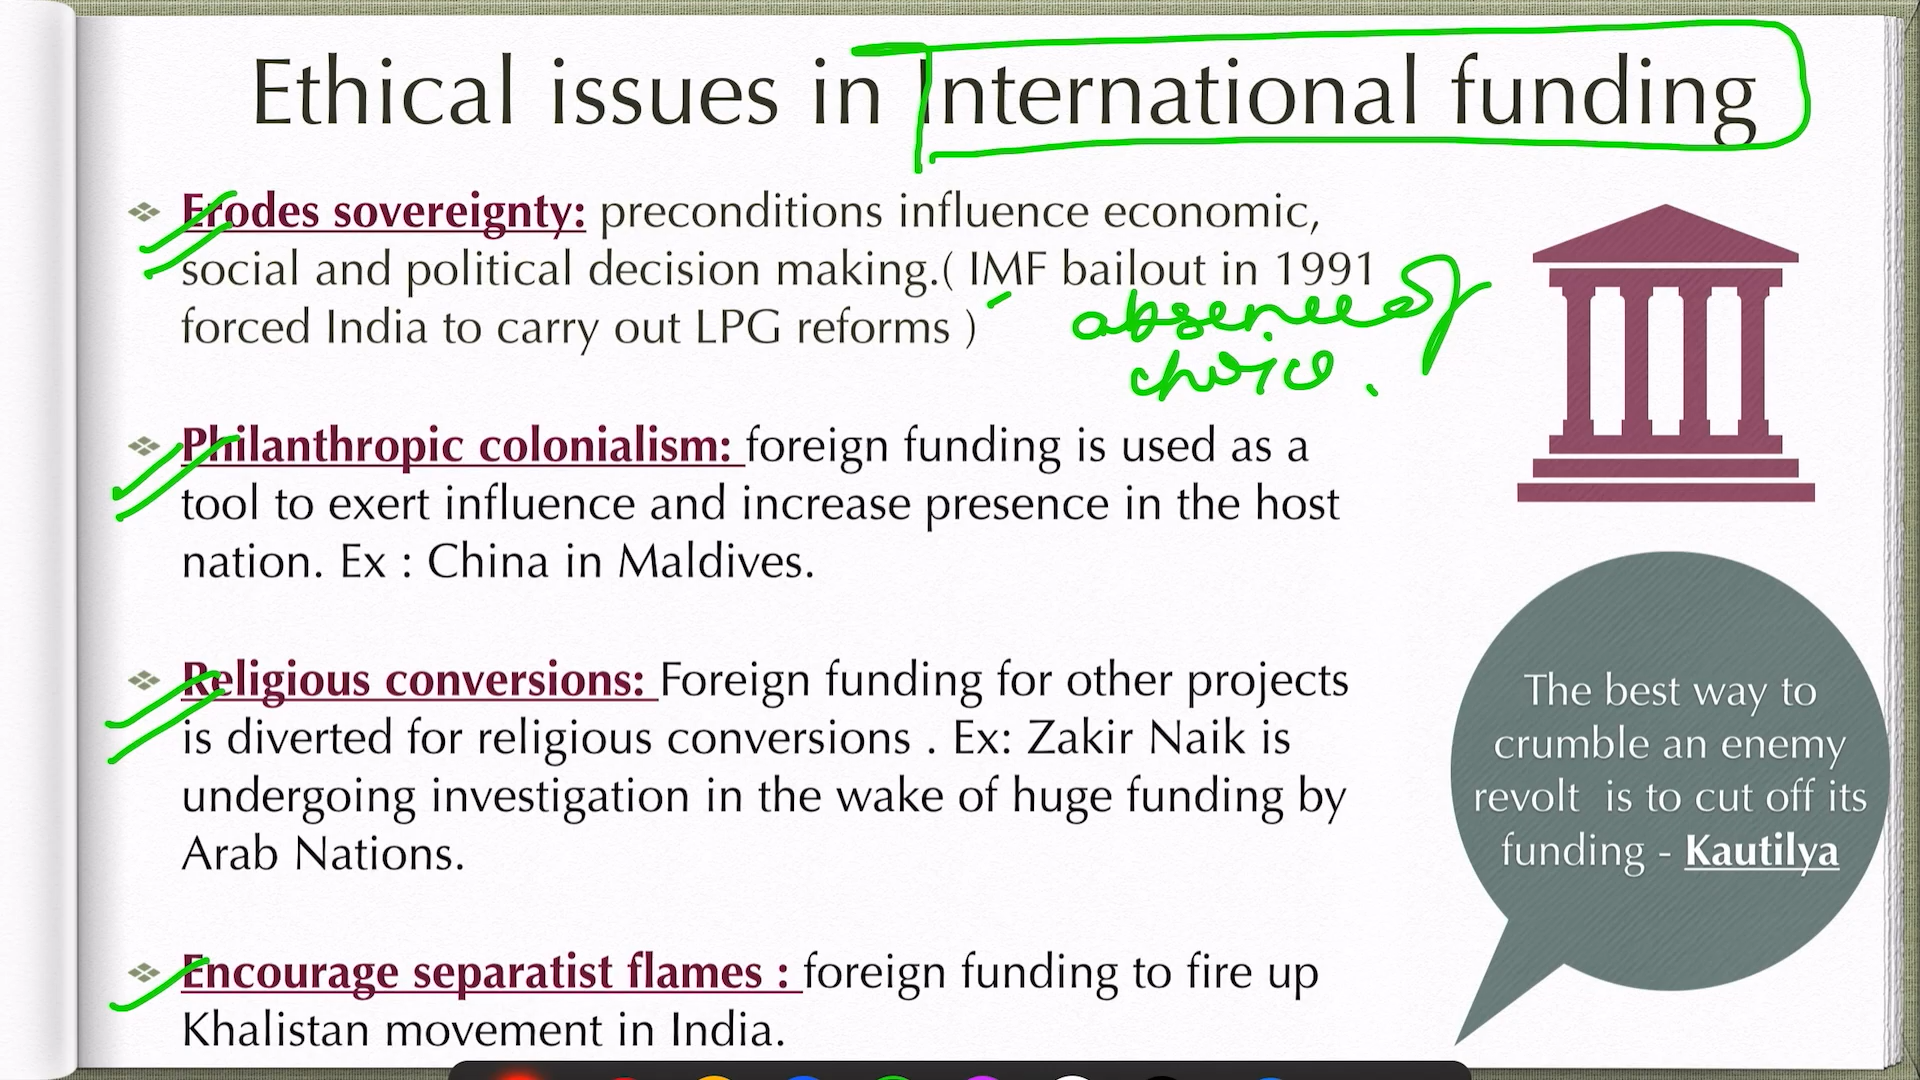 Ethical issues in International funding
Erodes sovereignty: preconditions influence economic,
social and political decision making.( IMF bailout in 1991
forced India to carry out LPG reforms )
absence of
choice.
Philanthropic colonialism: foreign funding is used as a
tool to exert influence and increase presence in the host
nation. Ex : China in Maldives.
Religious conversions: Foreign funding for other projects
is diverted for religious conversions . Ex: Zakir Naik is
undergoing investigation in the wake of huge funding by
Arab Nations.
Encourage separatist flames : foreign funding to fire up
Khalistan movement in India.
The best way to
crumble an enemy
revolt is to cut off its
funding - Kautilya